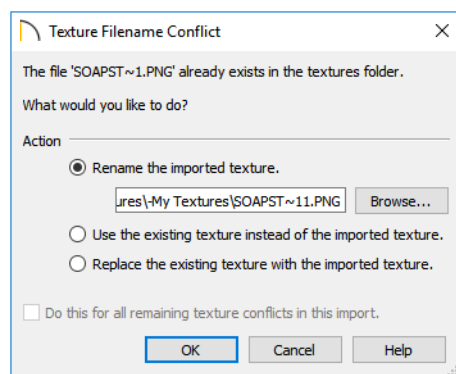 Texture Filename Conflict
The file 'SOAPST~1.PNG' already exists in the textures folder.
What would you like to do?
Action
Rename the imported texture.
ures\-My Textures\SOAPST~11.PNG Browse...
Use the existing texture instead of the imported texture.
Replace the existing texture with the imported texture.
Do this for all remaining texture conflicts in this import.
OK Cancel Help